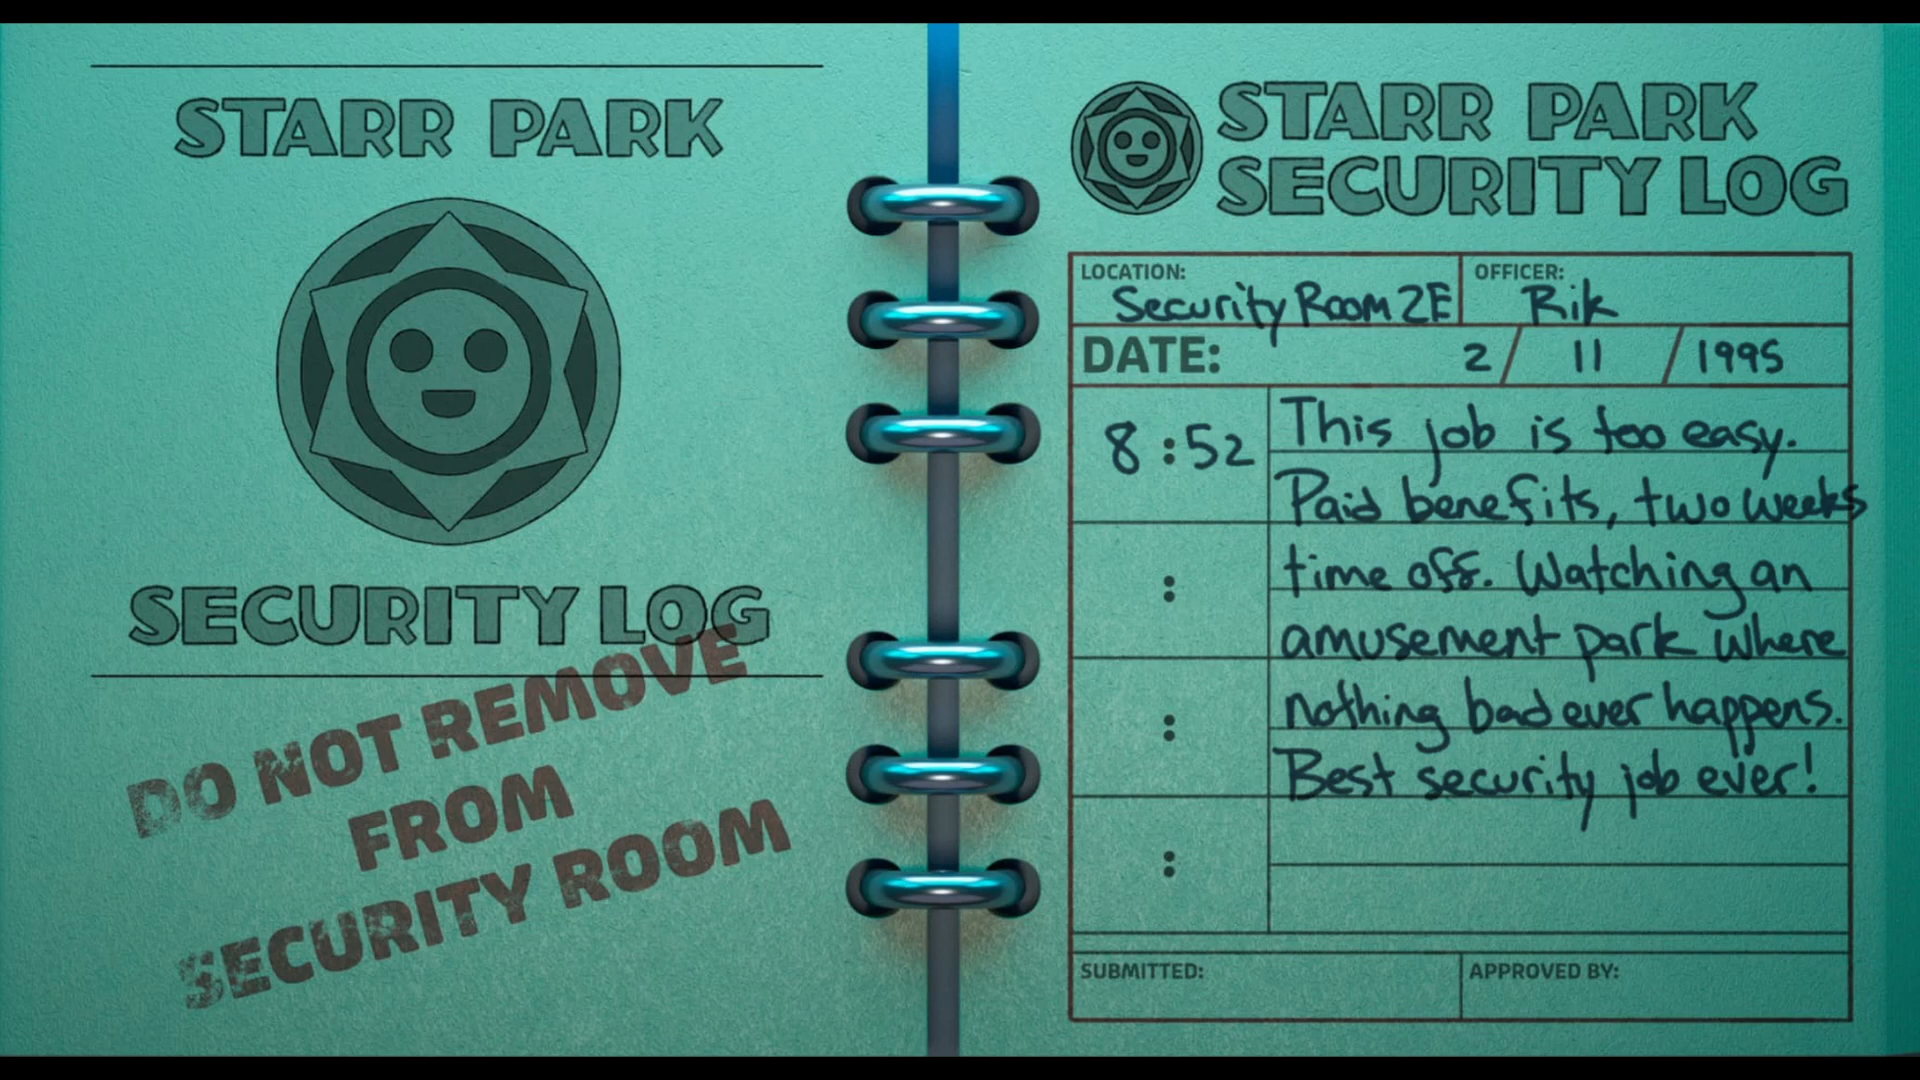 STARR PARK
SECURITY LOG
DO NOT REMOVE
FROM
SECURITY ROOM
STARR PARK
SECURITY LOG
LOCATION:
Security Room 2E
OFFICER:
Rik
DATE: 2 / 11 / 1995
8:52
This job is too easy.
Paid benefits, two weeks
time off. Watching an
amusement park where
nothing bad ever happens.
Best security job ever!
:
:
:
SUBMITTED:
APPROVED BY: